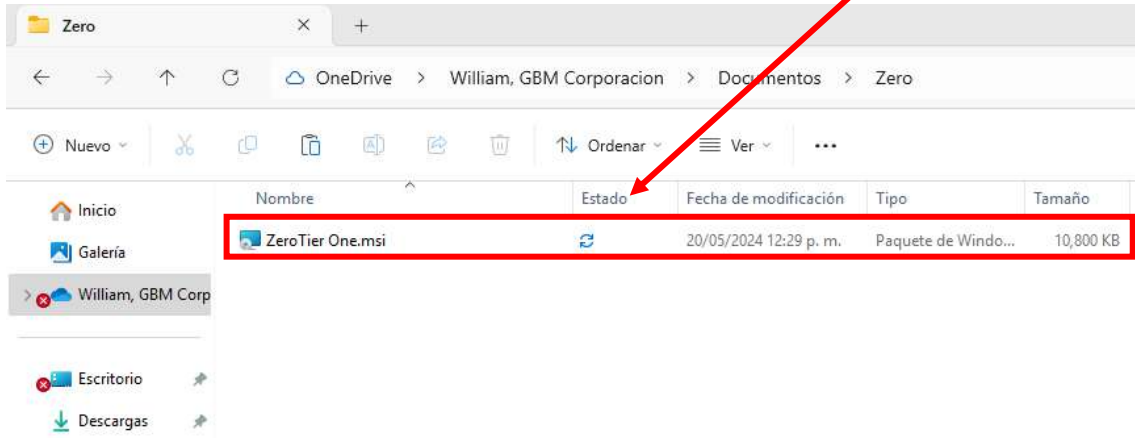 Zero
OneDrive > William, GBM Corporacion > Documentos > Zero
Nuevo Ordenar Ver
Nombre Estado Fecha de modificación Tipo Tamaño
Inicio
ZeroTier One.msi 20/05/2024 12:29 p. m. Paquete de Windo... 10,800 KB
Galería
William, GBM Corp
Escritorio
Descargas